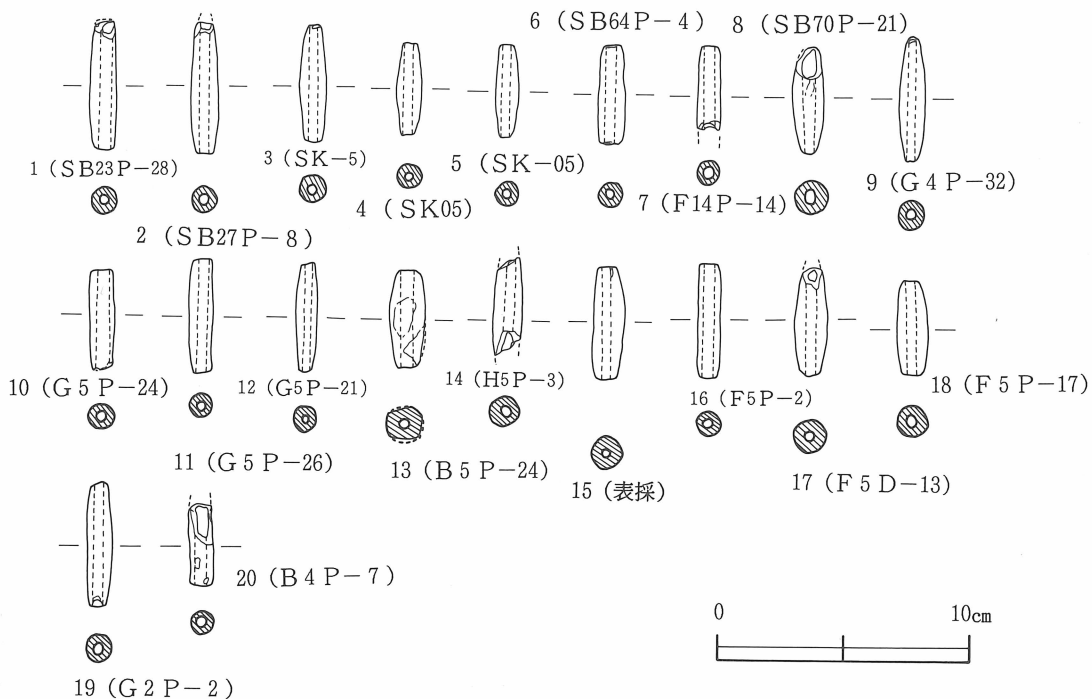 6 (SB64P-4)
8 (SB70P-21)
1 (SB23P-28)
3 (SK-5)
5 (SK-05)
9 (G4P-32)
4 (SK05)
7 (F14P-14)
2 (SB27P-8)
10 (G5P-24)
12 (G5P-21)
14 (H5P-3)
16 (F5P-2)
18 (F5P-17)
11 (G5P-26)
13 (B5P-24)
15 (表採)
17 (F5D-13)
20 (B4P-7)
19 (G2P-2)
0 10cm